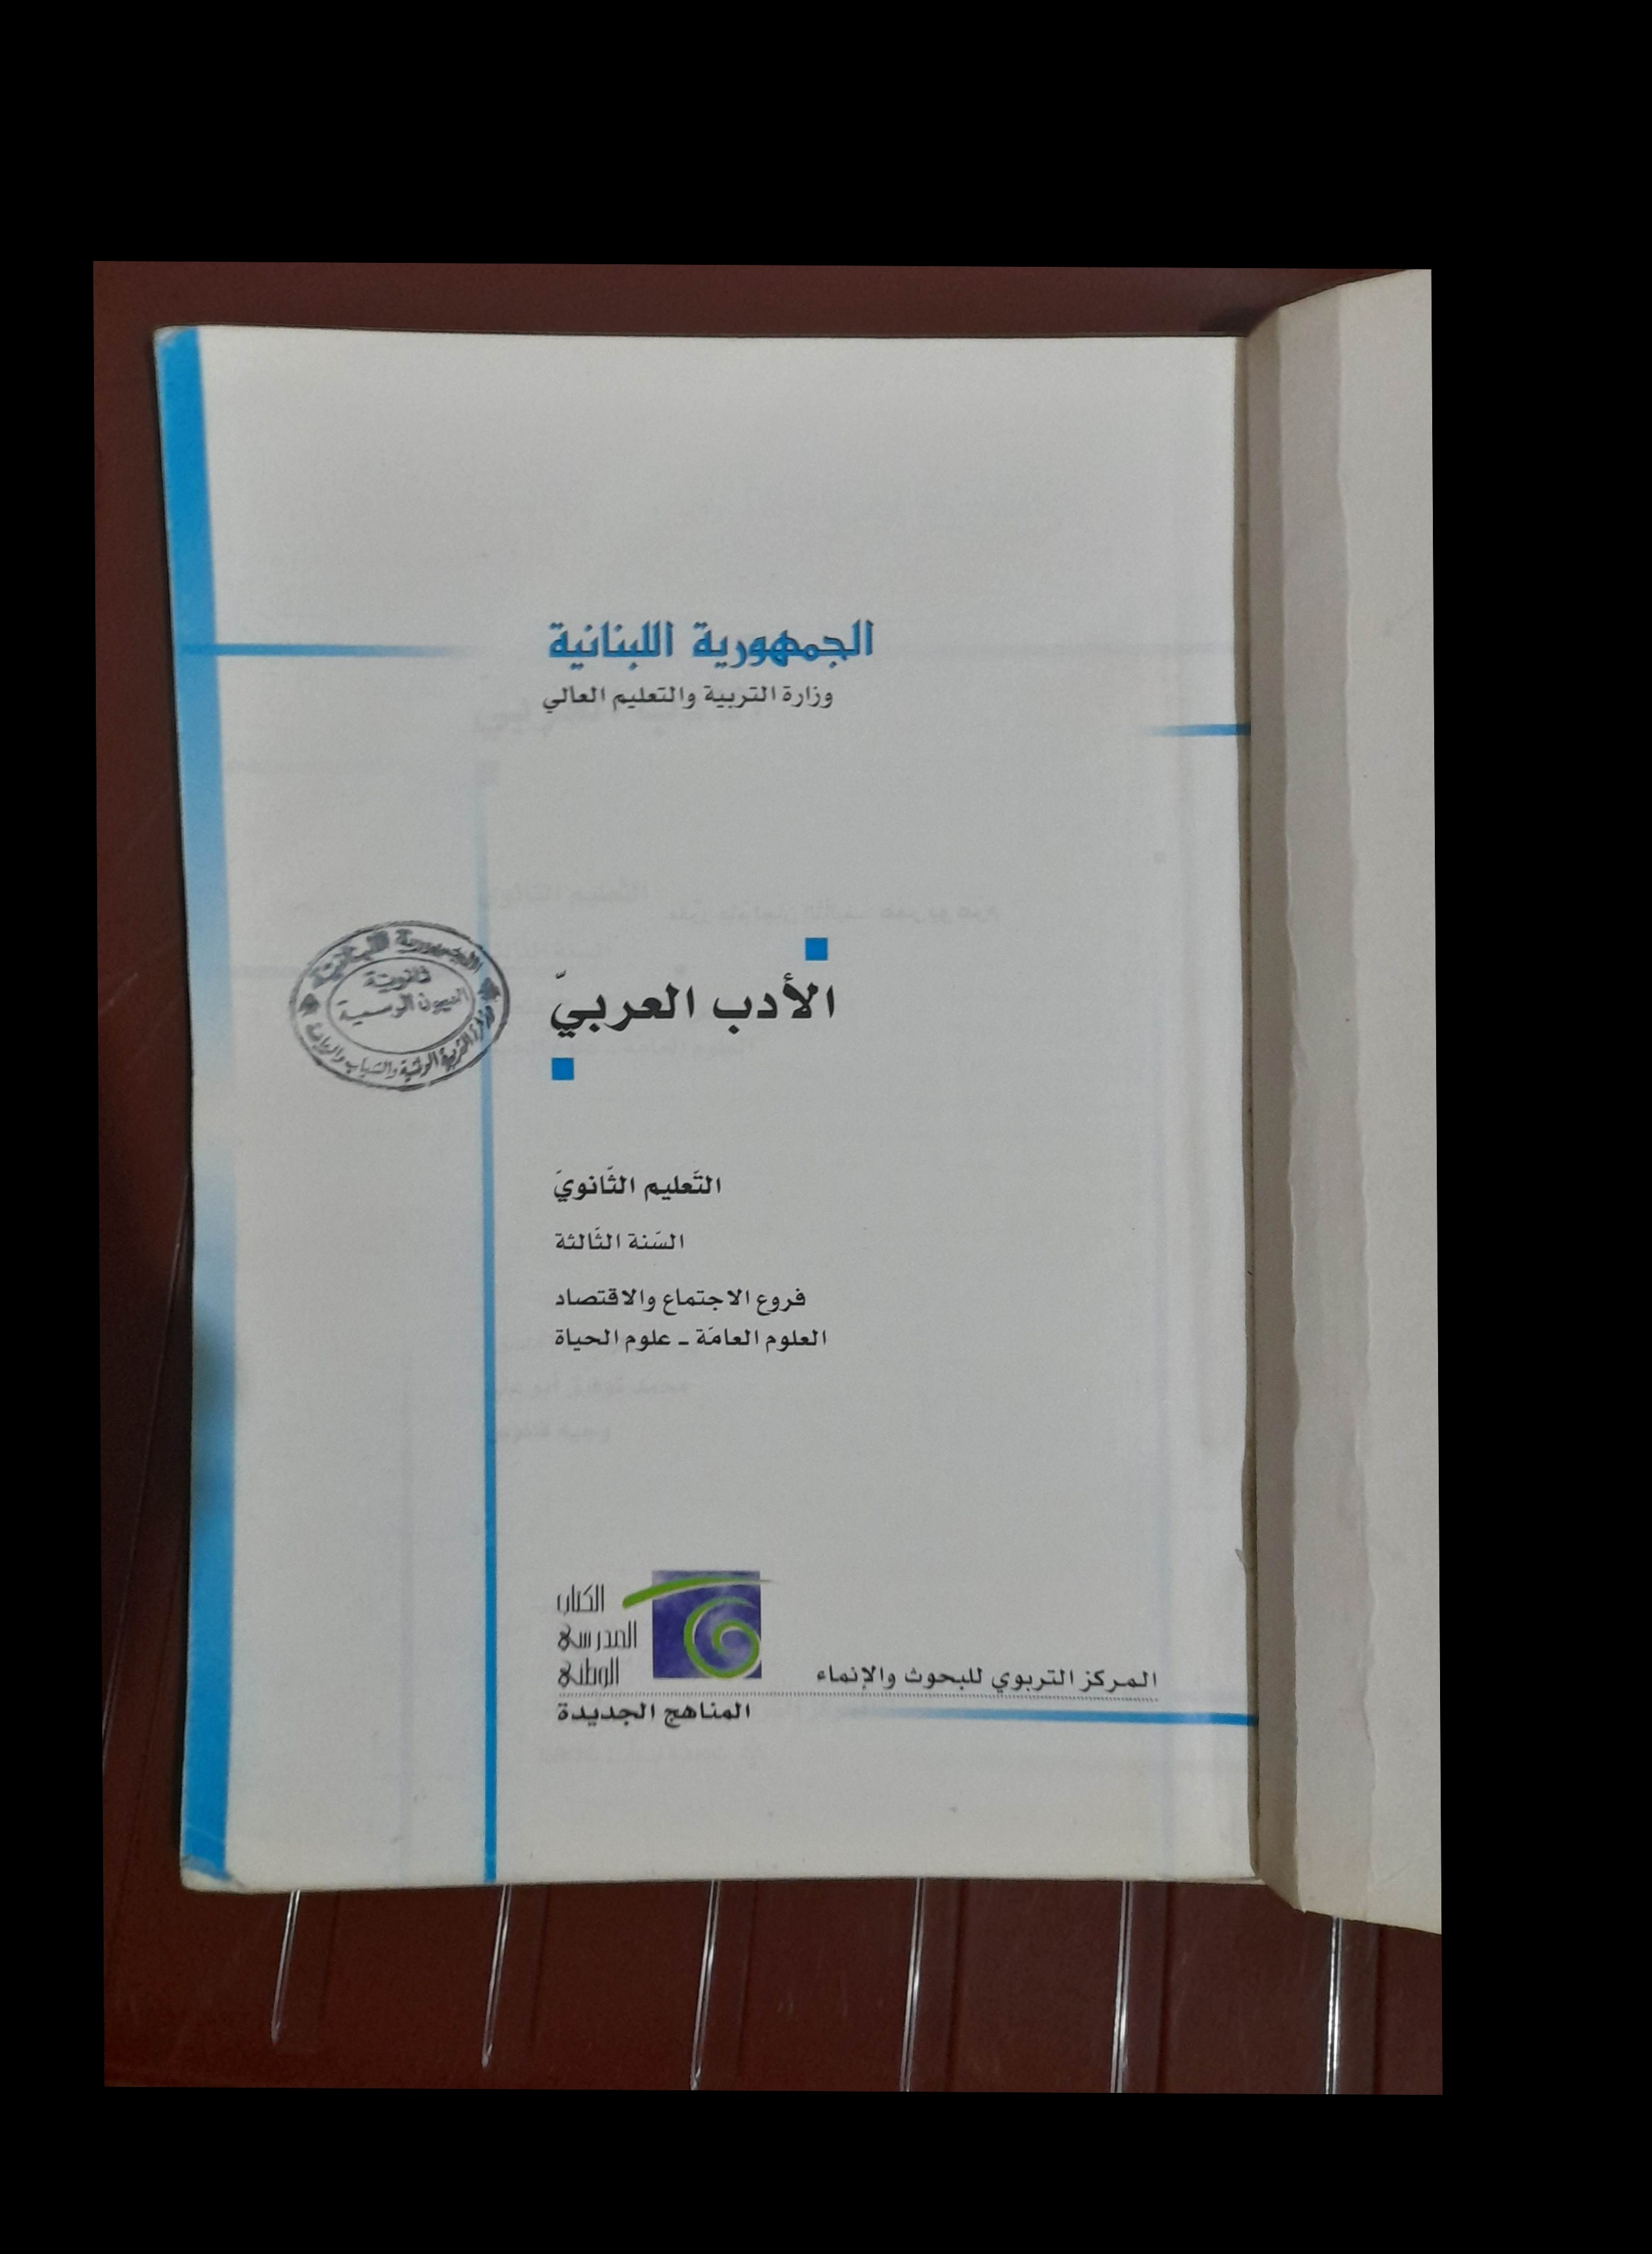 الجمهورية اللبنانية
وزارة التربية والتعليم العالي
الأدب العربيّ
الجمهورية اللبنانية
ثانوية
العيون الرسمية
وزارة التربية الوطنية والشباب والرياضة
التَعليم الثَانويَ
السَنة الثَالثة
فروع الاجتماع والاقتصاد
العلوم العامَة ـ علوم الحياة
الكتاب
المدرسي
الوطني
المركز التربوي للبحوث والإنماء
المناهج الجديدة